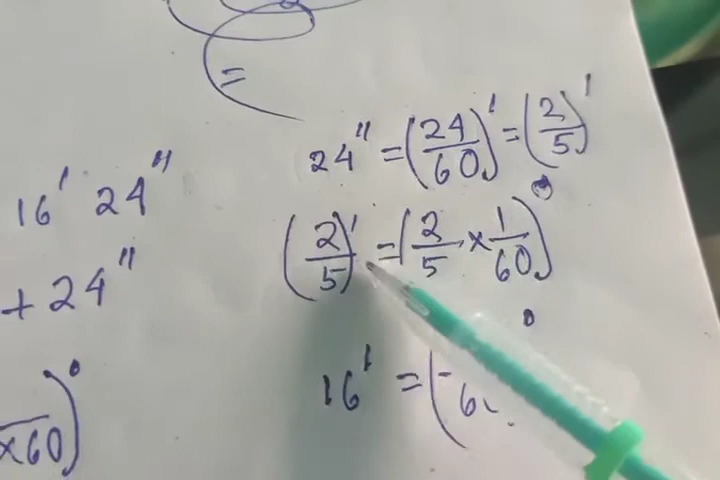 =
24" = (24/60)' = (2/5)'
16' 24"
(2/5)' = (2/5 × 1/60)°
+ 24"
16' = (
×60)°